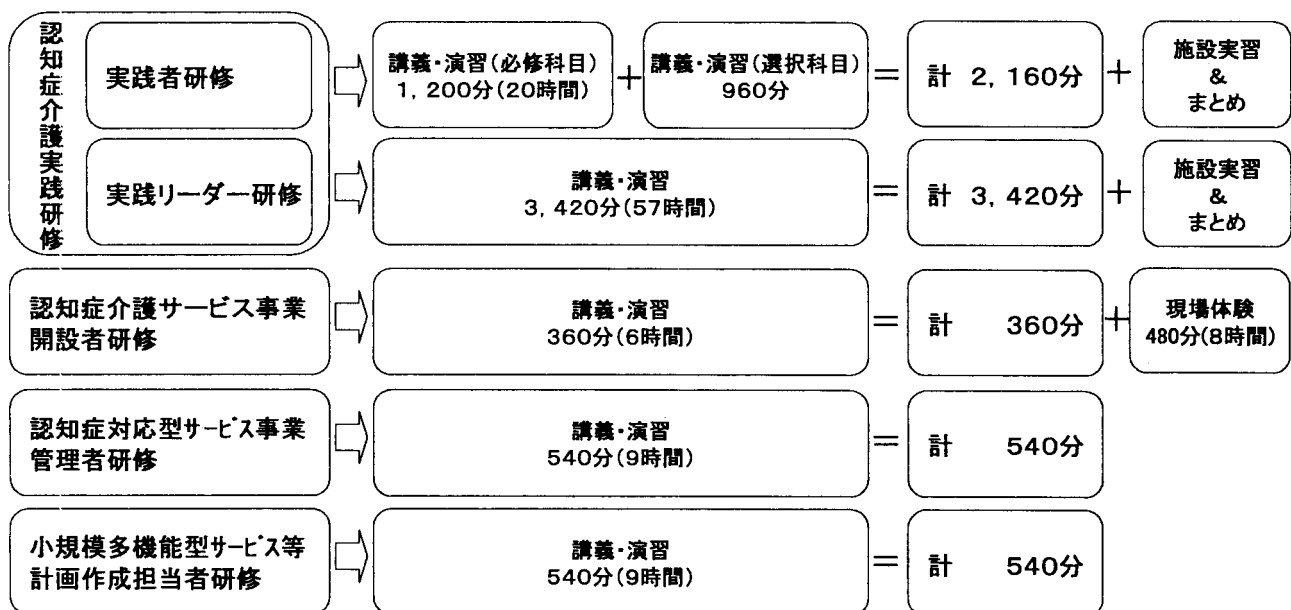 認知症介護実践研修
実践者研修
講義・演習(必修科目)
1，200分(20時間)
+
講義・演習(選択科目)
960分
=
計 2，160分
+
施設実習
&
まとめ
実践リーダー研修
講義・演習
3，420分(57時間)
=
計 3，420分
+
施設実習
&
まとめ
認知症介護サービス事業
開設者研修
講義・演習
360分(6時間)
=
計 360分
+
現場体験
480分(8時間)
認知症対応型ｻｰﾋﾞｽ事業
管理者研修
講義・演習
540分(9時間)
=
計 540分
小規模多機能型ｻｰﾋﾞｽ等
計画作成担当者研修
講義・演習
540分(9時間)
=
計 540分